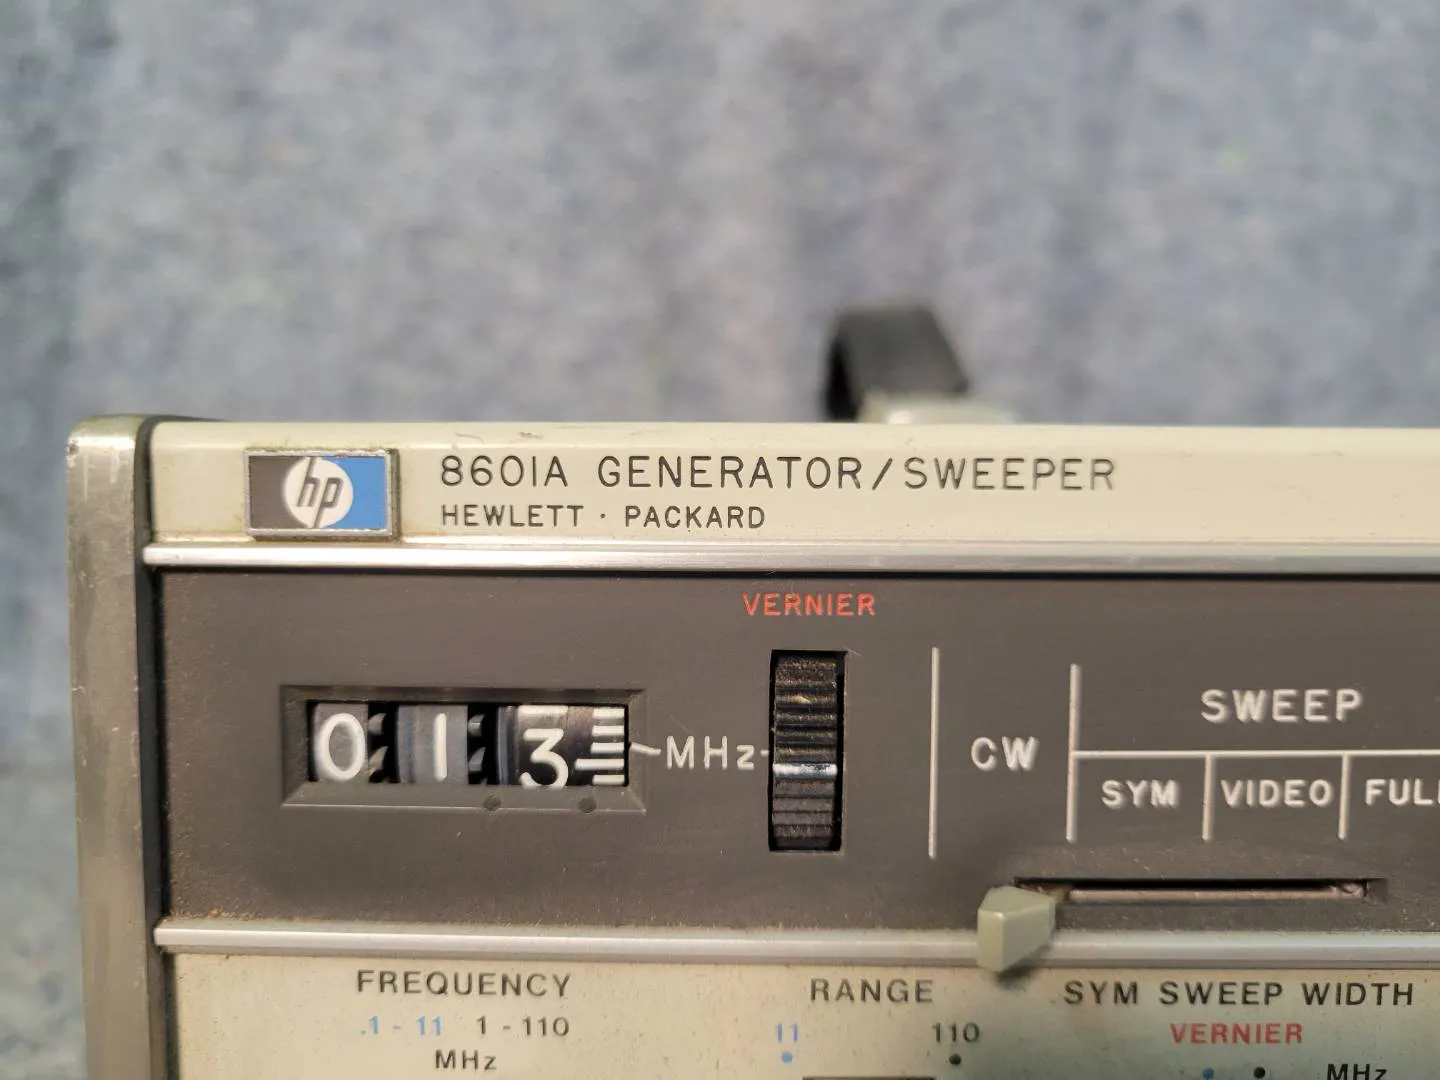 hp
8601A GENERATOR/SWEEPER
HEWLETT · PACKARD
VERNIER
013 MHz
CW
SWEEP
SYM VIDEO FULL
FREQUENCY
.1 - 11 1 - 110
MHz
RANGE
11 110
SYM SWEEP WIDTH
VERNIER
MHz